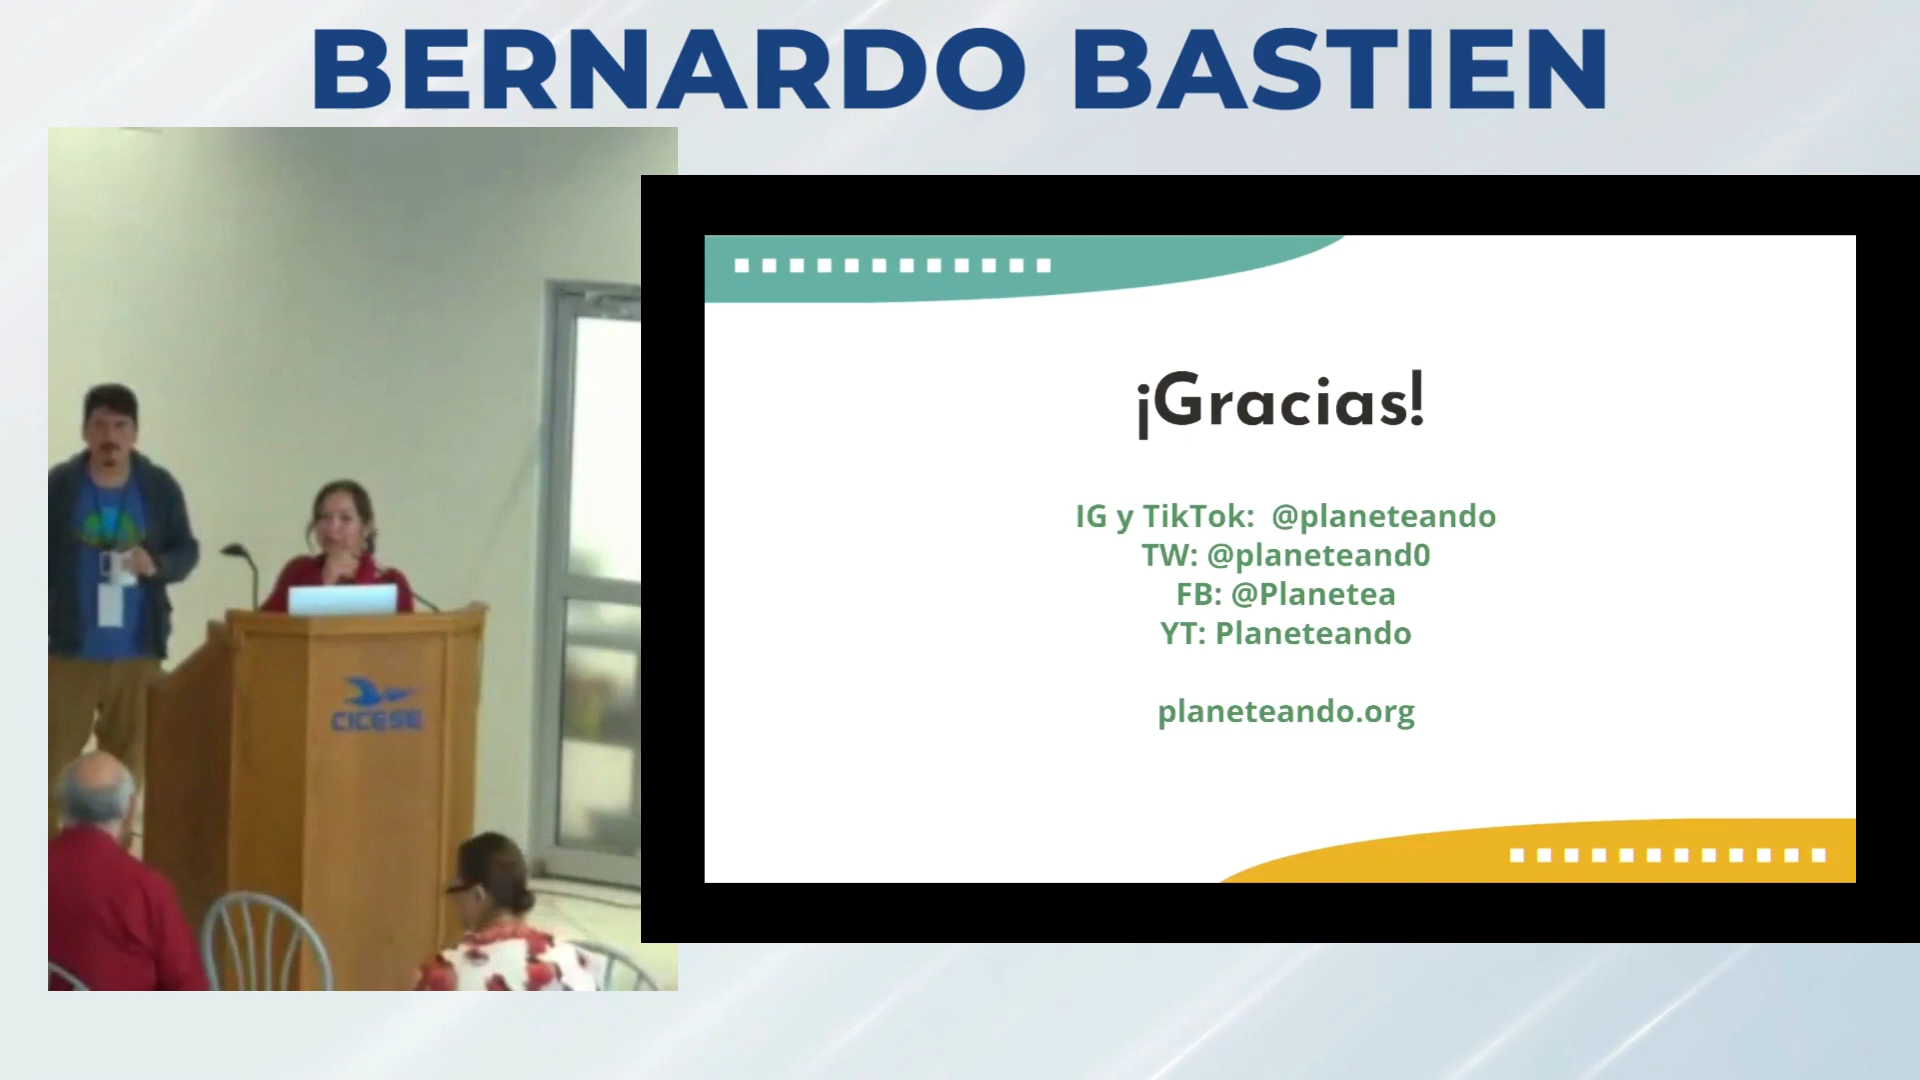 BERNARDO BASTIEN
¡Gracias!
IG y TikTok: @planeteando
TW: @planeteand0
FB: @Planetea
YT: Planeteando
planeteando.org
CICESE